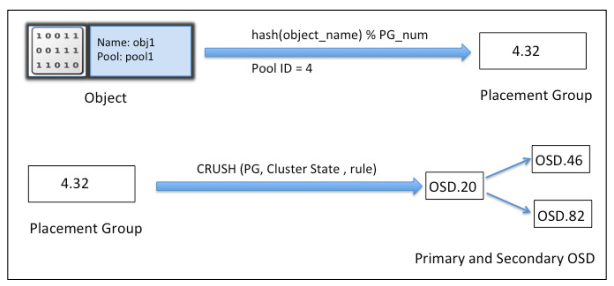 10011
00111
11010
Name: obj1
Pool: pool1
Object
hash(object_name) % PG_num
Pool ID = 4
4.32
Placement Group
4.32
Placement Group
CRUSH (PG, Cluster State , rule)
OSD.20
OSD.46
OSD.82
Primary and Secondary OSD